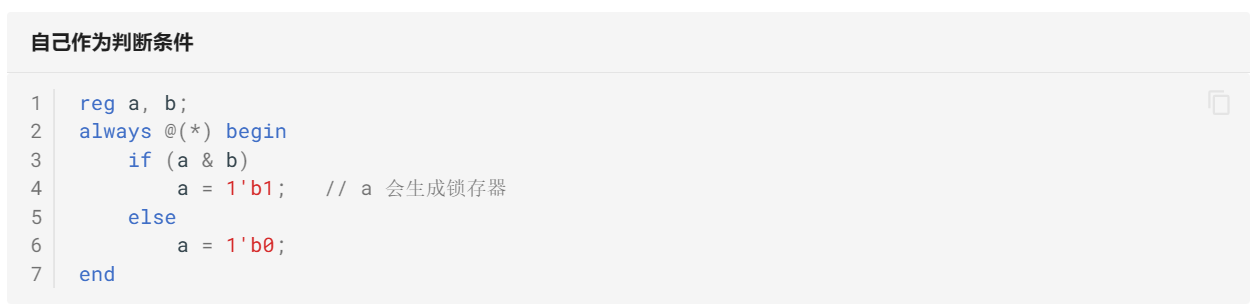 自己作为判断条件
1 reg a, b;
2 always @(*) begin
3     if (a & b)
4         a = 1'b1;   // a 会生成锁存器
5     else
6         a = 1'b0;
7 end